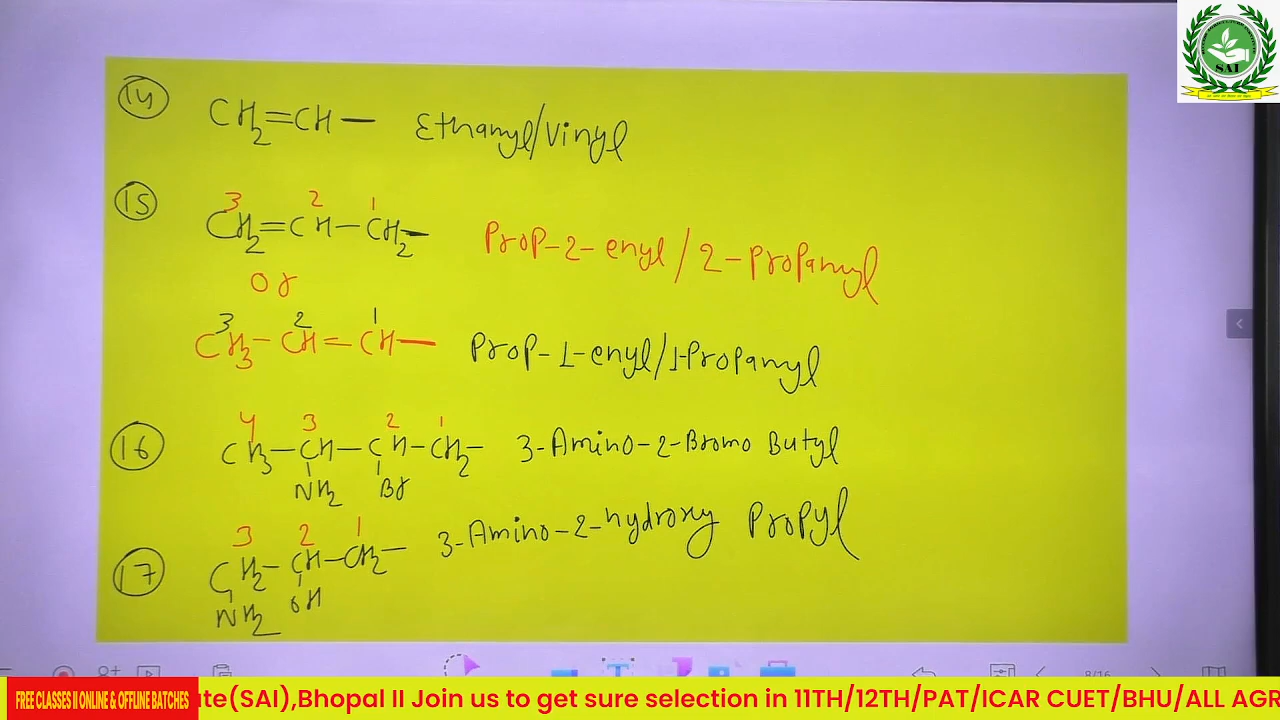 SAI
14 CH2=CH— Ethanyl/Vinyl
3 2 1
15 CH2=CH—CH2— Prop-2-enyl/2-Propanyl
Or
3 2 1
CH3—CH=CH— Prop-1-enyl/1-Propanyl
4 3 2 1
16 CH3—CH—CH—CH2— 3-Amino-2-Bromo Butyl
NH2 Br
3 2 1
17 CH2—CH—CH2— 3-Amino-2-hydroxy Propyl
NH2 OH
8/16
FREE CLASSES II ONLINE & OFFLINE BATCHES ute(SAI),Bhopal II Join us to get sure selection in 11TH/12TH/PAT/ICAR CUET/BHU/ALL AGR